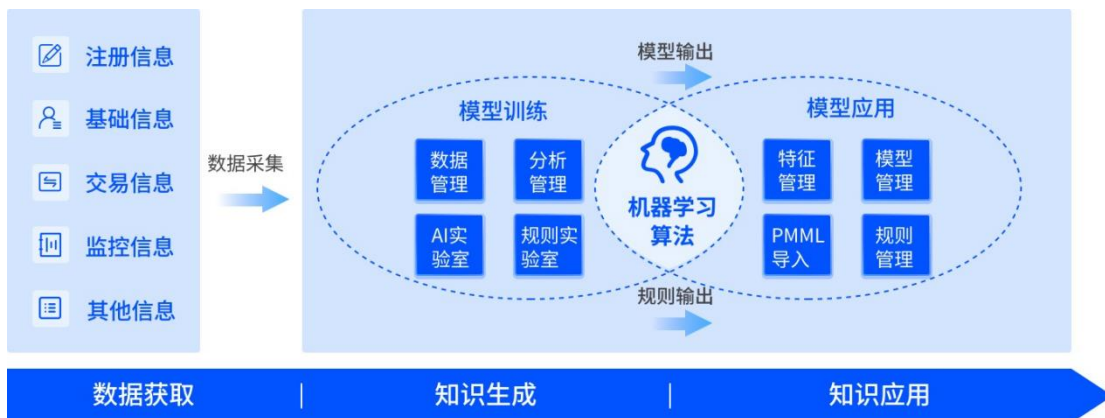 注册信息
基础信息
交易信息
监控信息
其他信息
数据采集
模型输出
模型训练
数据
管理
分析
管理
AI实
验室
规则实
验室
机器学习
算法
模型应用
特征
管理
模型
管理
PMML
导入
规则
管理
规则输出
数据获取
知识生成
知识应用